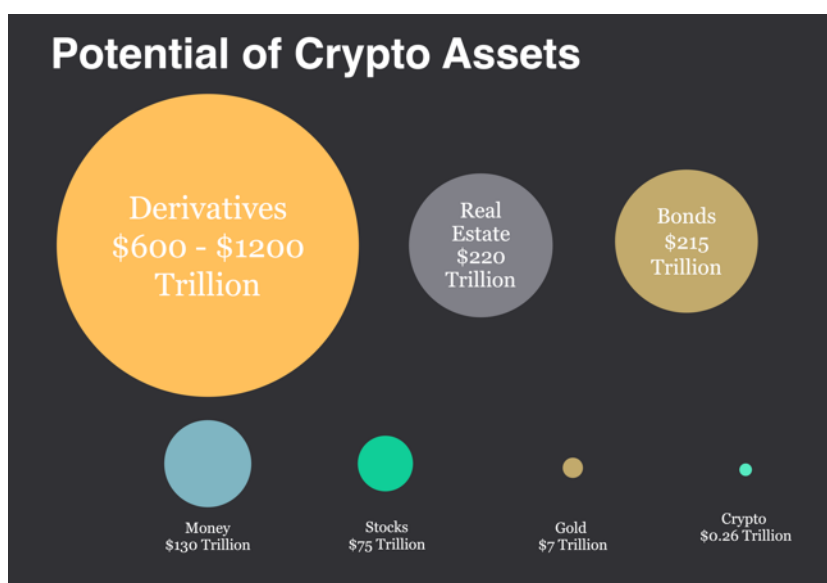 Potential of Crypto Assets
Derivatives
$600 - $1200
Trillion
Real
Estate
$220
Trillion
Bonds
$215
Trillion
Money
$130 Trillion
Stocks
$75 Trillion
Gold
$7 Trillion
Crypto
$0.26 Trillion